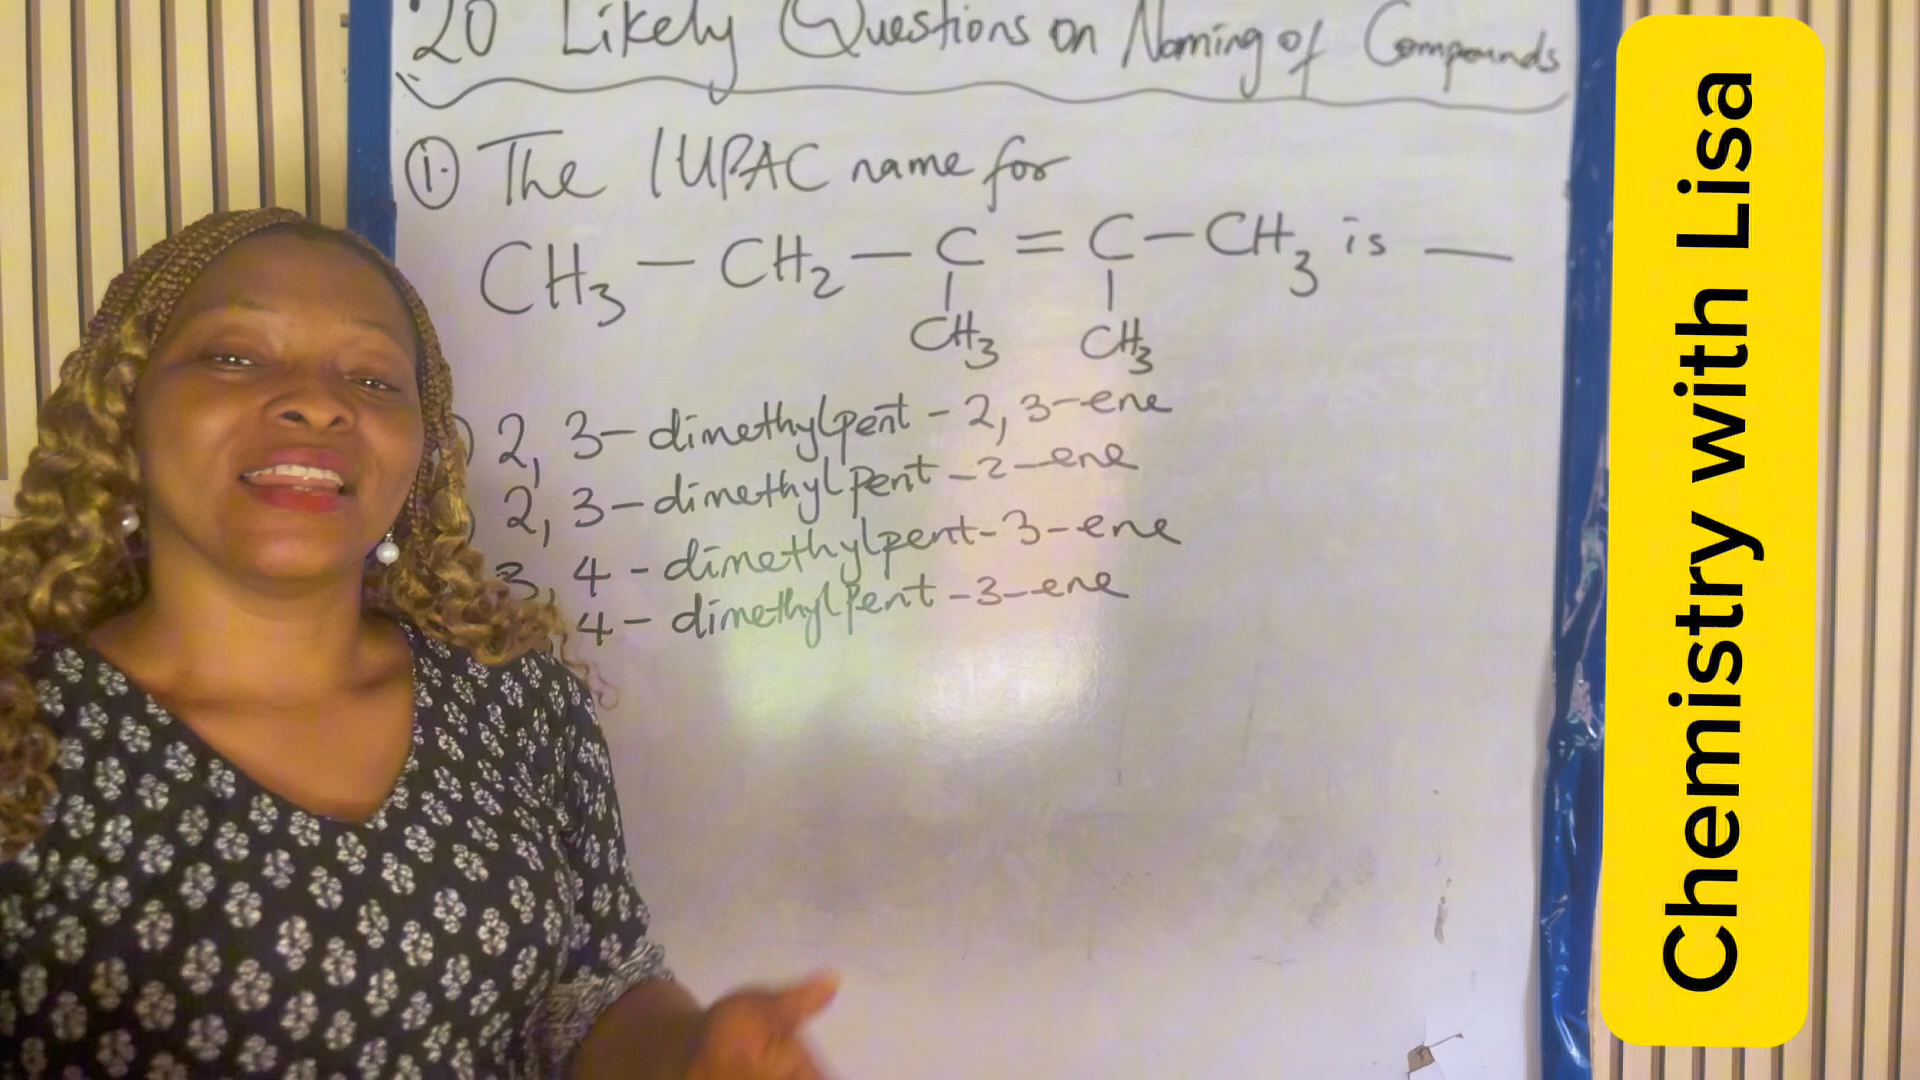 20 Likely Questions on Naming of Compounds
1. The IUPAC name for
CH3 — CH2 — C = C — CH3 is —
CH3 CH3
2, 3- dimethylpent - 2, 3-ene
2, 3- dimethylpent - 2 - ene
3, 4 - dimethylpent - 3 - ene
4 - dimethylpent - 3 - ene
Chemistry with Lisa